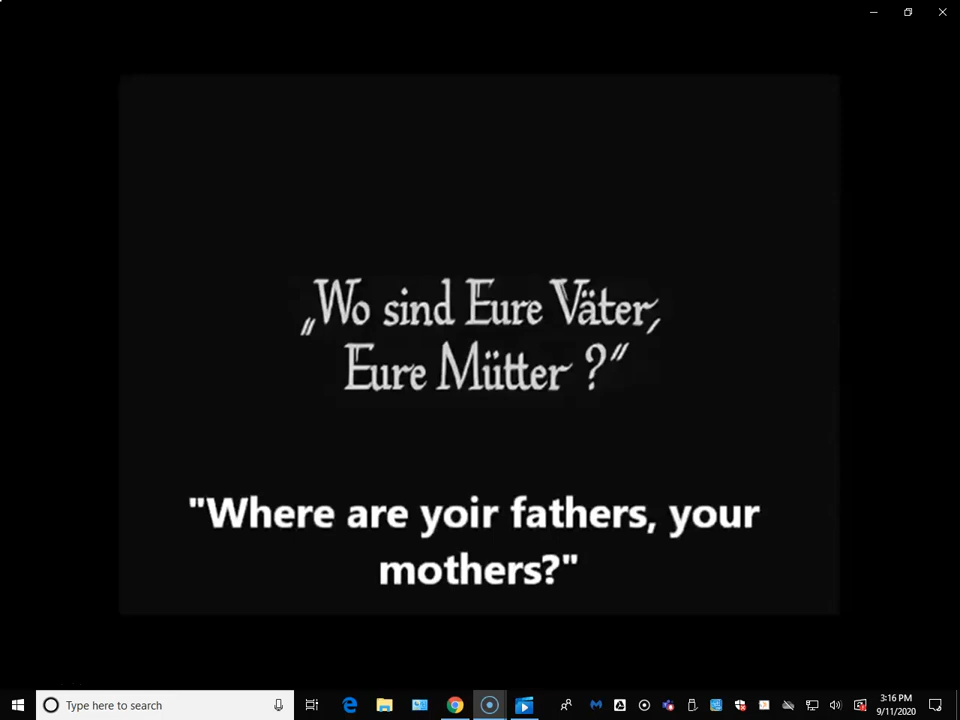 „Wo sind Eure Väter,
Eure Mütter ?"
"Where are yoir fathers, your
mothers?"
Type here to search
3:16 PM
9/11/2020